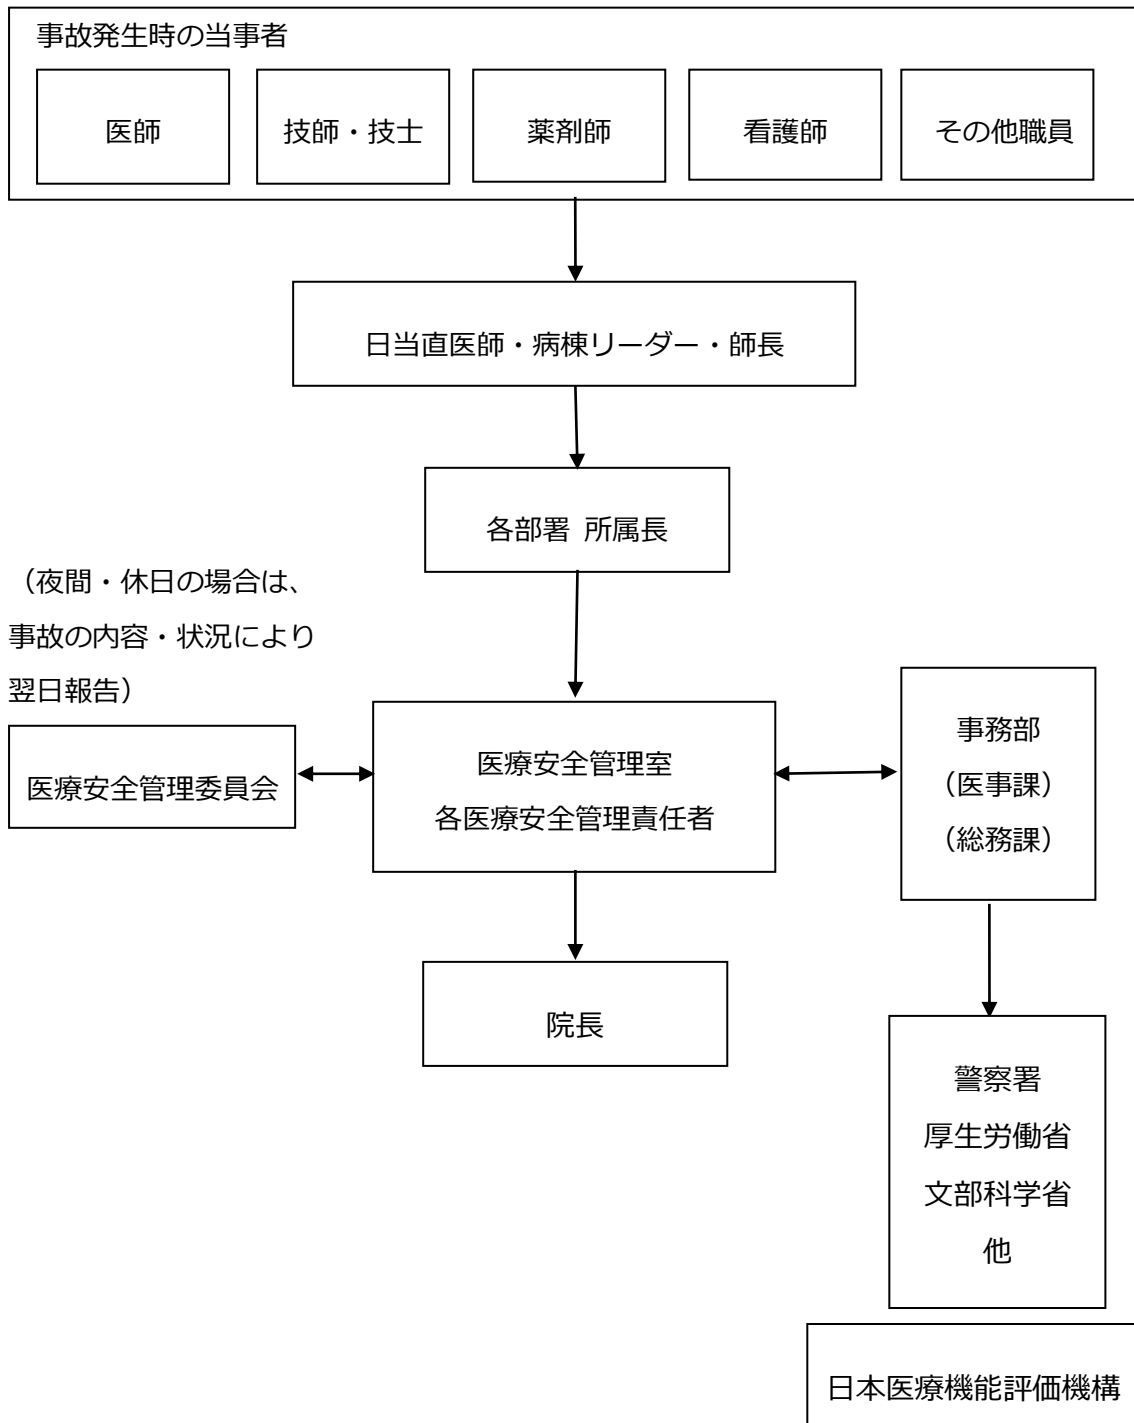 事故発生時の当事者
医師
技師・技士
薬剤師
看護師
その他職員
日当直医師・病棟リーダー・師長
各部署 所属長
（夜間・休日の場合は、
事故の内容・状況により
翌日報告）
医療安全管理委員会
医療安全管理室
各医療安全管理責任者
事務部
（医事課）
（総務課）
院長
警察署
厚生労働省
文部科学省
他
日本医療機能評価機構